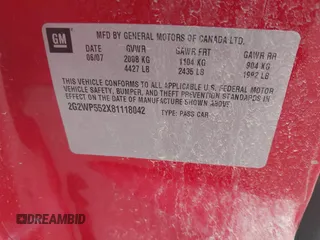 GM
MFD BY GENERAL MOTORS OF CANADA LTD.
DATE GVWR GAWR FRT GAWR RR
06/07 2008 KG 1104 KG 904 KG
4427 LB 2435 LB 1992 LB
THIS VEHICLE CONFORMS TO ALL APPLICABLE U.S. FEDERAL MOTOR
VEHICLE SAFETY, BUMPER, AND THEFT PREVENTION STANDARDS
IN EFFECT ON THE DATE OF MANUFACTURE SHOWN ABOVE.
2G2WP552X81118042 TYPE: PASS CAR
DREAMBID